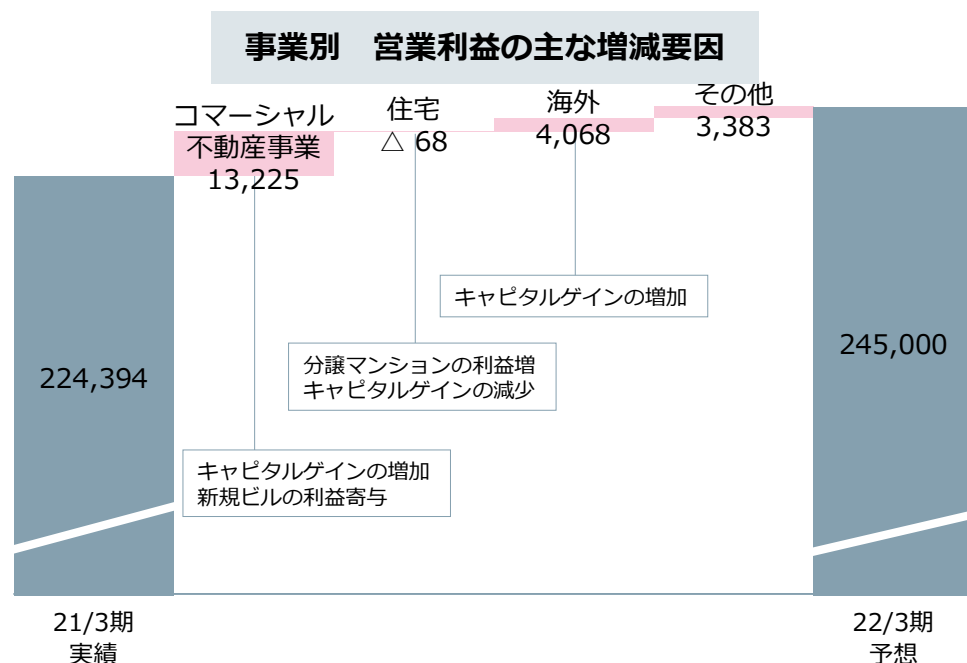 事業別　営業利益の主な増減要因
コマーシャル
不動産事業
13,225
住宅
△ 68
海外
4,068
その他
3,383
キャピタルゲインの増加
224,394
245,000
分譲マンションの利益増
キャピタルゲインの減少
キャピタルゲインの増加
新規ビルの利益寄与
21/3期
実績
22/3期
予想